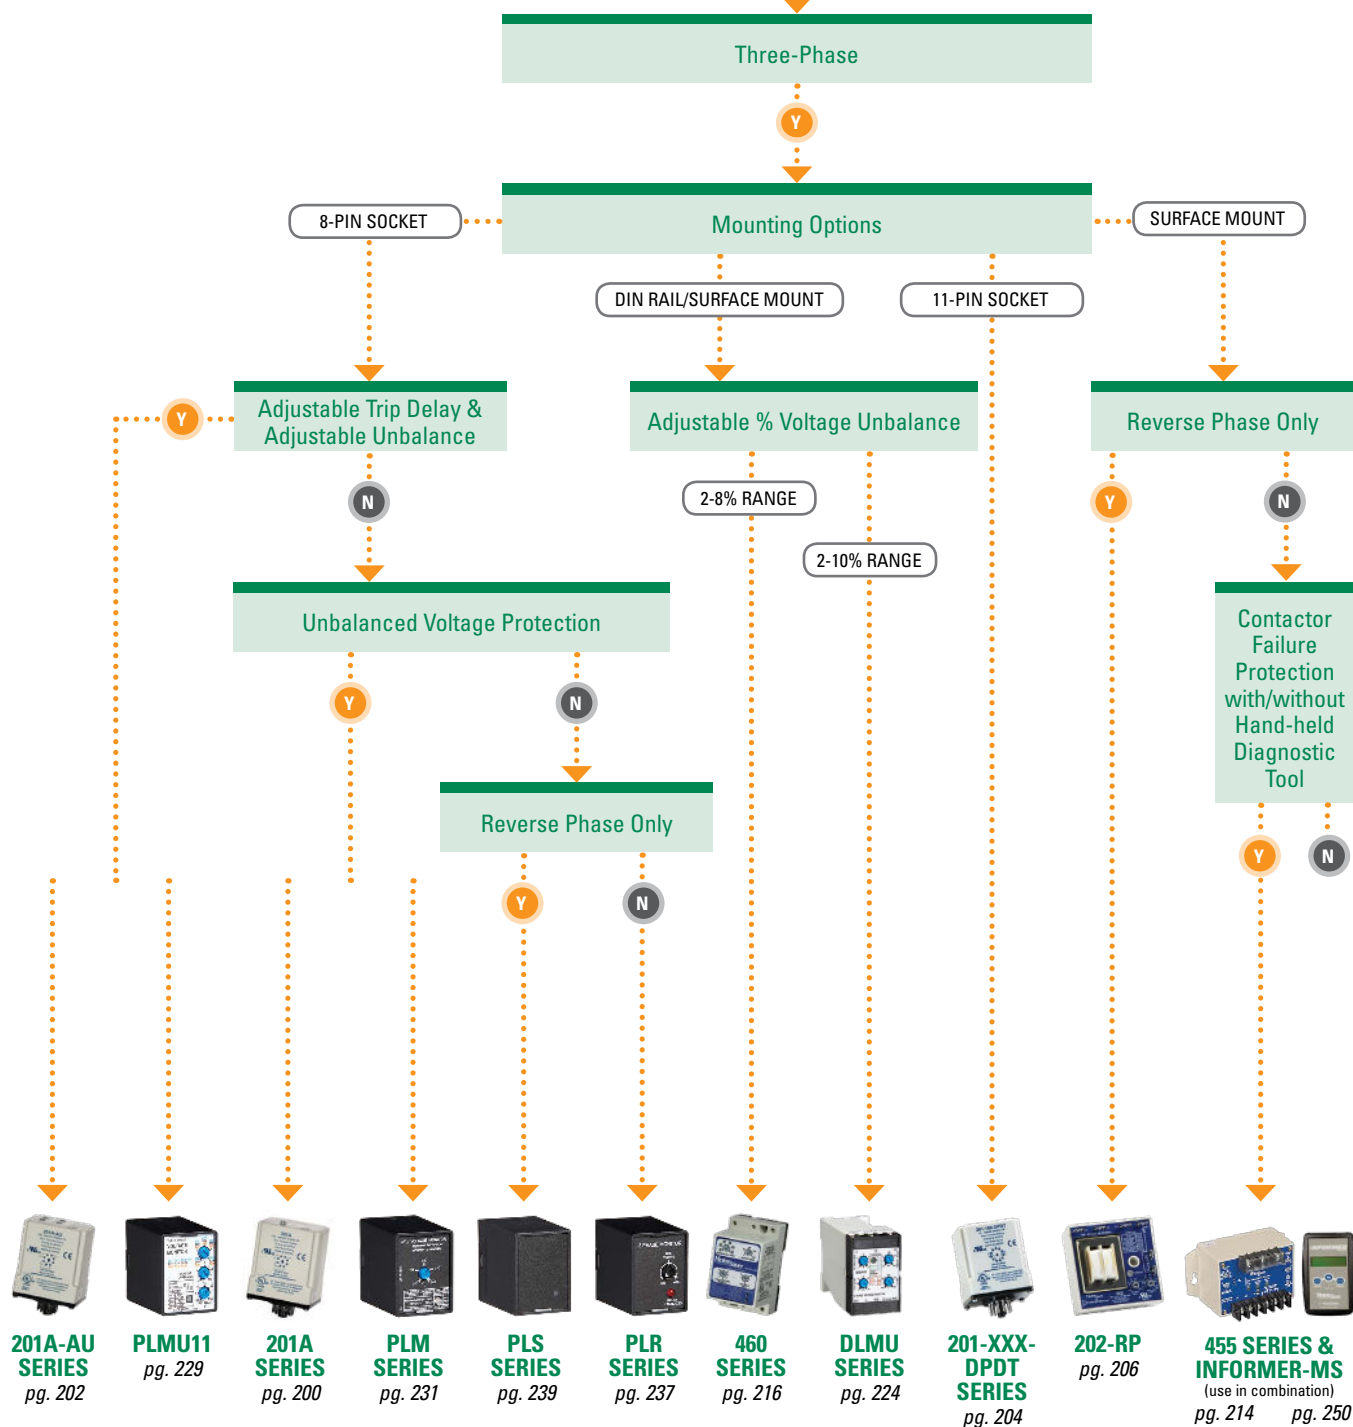 Three-Phase
Y
Mounting Options
8-PIN SOCKET
SURFACE MOUNT
DIN RAIL/SURFACE MOUNT
11-PIN SOCKET
Adjustable Trip Delay &
Adjustable Unbalance
Y
N
Adjustable % Voltage Unbalance
2-8% RANGE
2-10% RANGE
Reverse Phase Only
Y
N
Unbalanced Voltage Protection
Y
N
Contactor
Failure
Protection
with/without
Hand-held
Diagnostic
Tool
Y
N
Reverse Phase Only
Y
N
201A-AU
SERIES
pg. 202
PLMU11
pg. 229
201A
SERIES
pg. 200
PLM
SERIES
pg. 231
PLS
SERIES
pg. 239
PLR
SERIES
pg. 237
460
SERIES
pg. 216
DLMU
SERIES
pg. 224
201-XXX-
DPDT
SERIES
pg. 204
202-RP
pg. 206
455 SERIES &
INFORMER-MS
(use in combination)
pg. 214 pg. 250